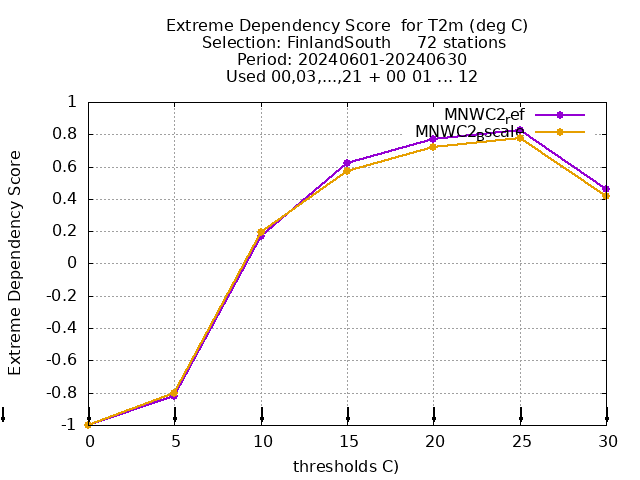 Extreme Dependency Score for T2m (deg C)
Selection: FinlandSouth 72 stations
Period: 20240601-20240630
Used 00,03,...,21 + 00 01 ... 12
MNWC2ref
MNWC2Bscale
Extreme Dependency Score
1
0.8
0.6
0.4
0.2
0
-0.2
-0.4
-0.6
-0.8
-1
0 5 10 15 20 25 30
thresholds C)